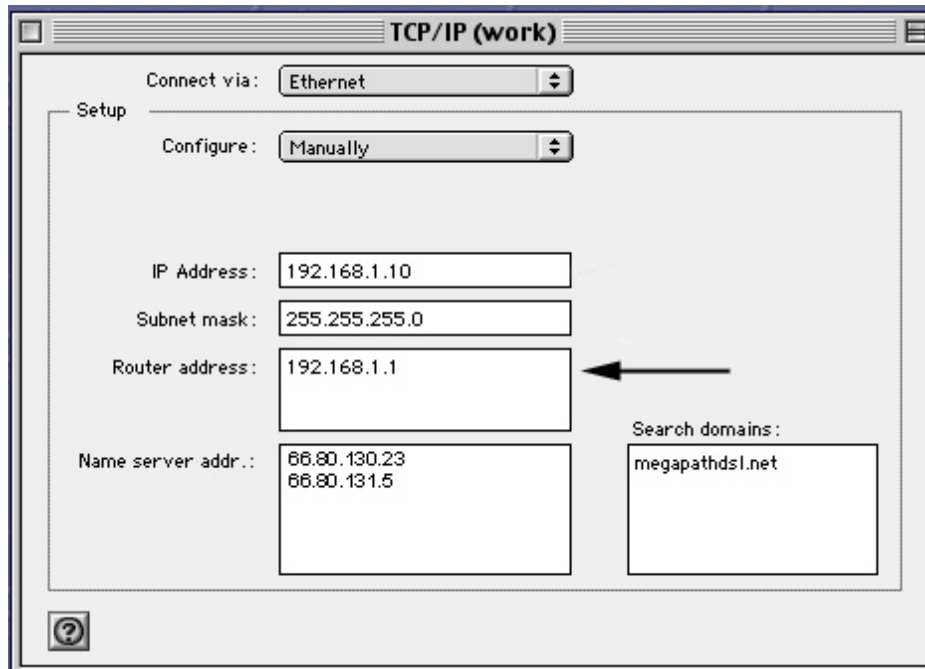 TCP/IP (work)
Connect via: Ethernet
Setup
Configure: Manually
IP Address: 192.168.1.10
Subnet mask: 255.255.255.0
Router address: 192.168.1.1
Name server addr.: 66.80.130.23
66.80.131.5
Search domains:
megapathdsl.net
?